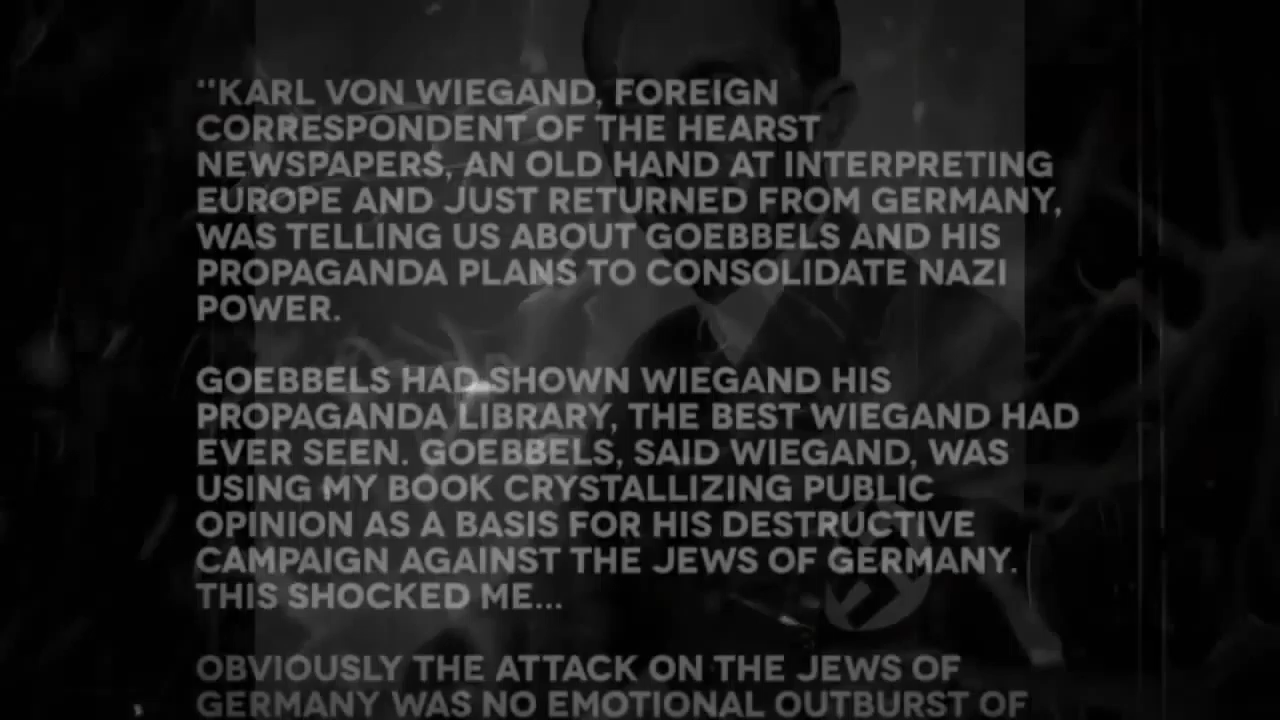 "KARL VON WIEGAND, FOREIGN
CORRESPONDENT OF THE HEARST
NEWSPAPERS, AN OLD HAND AT INTERPRETING
EUROPE AND JUST RETURNED FROM GERMANY,
WAS TELLING US ABOUT GOEBBELS AND HIS
PROPAGANDA PLANS TO CONSOLIDATE NAZI
POWER.
GOEBBELS HAD SHOWN WIEGAND HIS
PROPAGANDA LIBRARY, THE BEST WIEGAND HAD
EVER SEEN. GOEBBELS, SAID WIEGAND, WAS
USING MY BOOK CRYSTALLIZING PUBLIC
OPINION AS A BASIS FOR HIS DESTRUCTIVE
CAMPAIGN AGAINST THE JEWS OF GERMANY.
THIS SHOCKED ME...
OBVIOUSLY THE ATTACK ON THE JEWS OF
GERMANY WAS NO EMOTIONAL OUTBURST OF